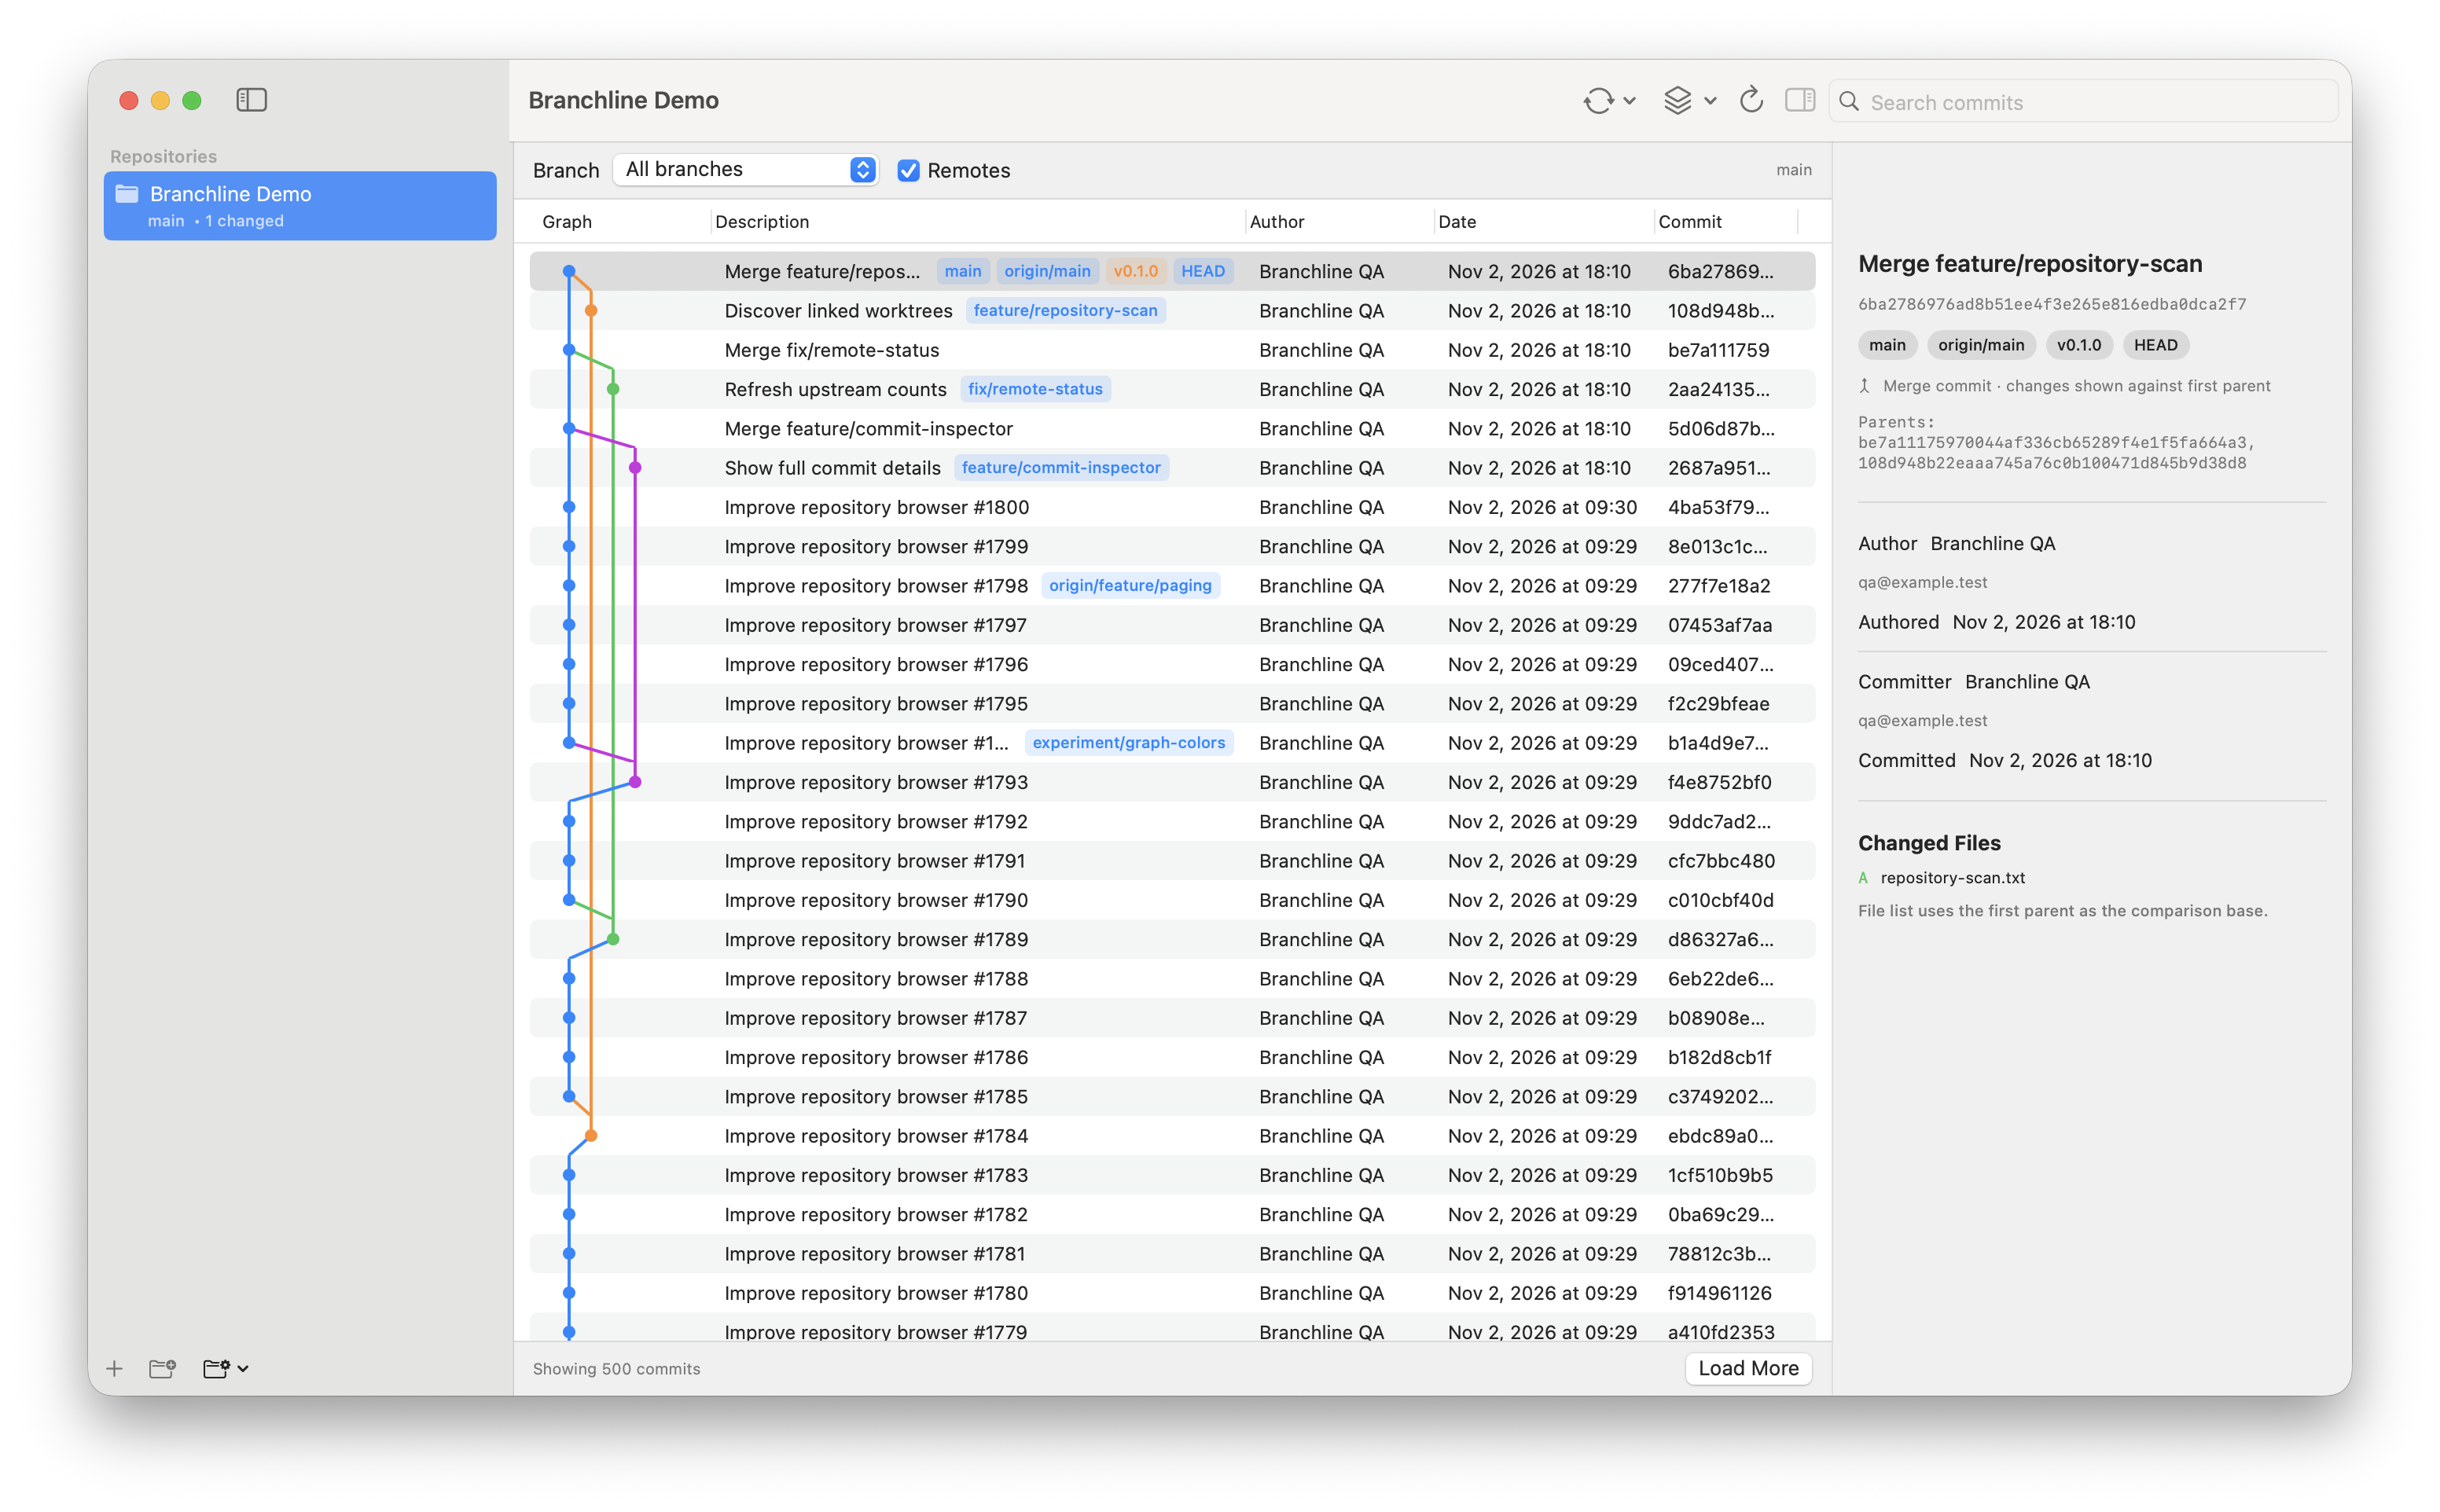 Branchline Demo
Search commits
Repositories
Branchline Demo
main • 1 changed
Branch All branches Remotes main
Graph Description Author Date Commit
Merge feature/repos... main origin/main v0.1.0 HEAD Branchline QA Nov 2, 2026 at 18:10 6ba27869...
Discover linked worktrees feature/repository-scan Branchline QA Nov 2, 2026 at 18:10 108d948b...
Merge fix/remote-status Branchline QA Nov 2, 2026 at 18:10 be7a111759
Refresh upstream counts fix/remote-status Branchline QA Nov 2, 2026 at 18:10 2aa24135...
Merge feature/commit-inspector Branchline QA Nov 2, 2026 at 18:10 5d06d87b...
Show full commit details feature/commit-inspector Branchline QA Nov 2, 2026 at 18:10 2687a951...
Improve repository browser #1800 Branchline QA Nov 2, 2026 at 09:30 4ba53f79...
Improve repository browser #1799 Branchline QA Nov 2, 2026 at 09:29 8e013c1c...
Improve repository browser #1798 origin/feature/paging Branchline QA Nov 2, 2026 at 09:29 277f7e18a2
Improve repository browser #1797 Branchline QA Nov 2, 2026 at 09:29 07453af7aa
Improve repository browser #1796 Branchline QA Nov 2, 2026 at 09:29 09ced407...
Improve repository browser #1795 Branchline QA Nov 2, 2026 at 09:29 f2c29bfeae
Improve repository browser #1... experiment/graph-colors Branchline QA Nov 2, 2026 at 09:29 b1a4d9e7...
Improve repository browser #1793 Branchline QA Nov 2, 2026 at 09:29 f4e8752bf0
Improve repository browser #1792 Branchline QA Nov 2, 2026 at 09:29 9ddc7ad2...
Improve repository browser #1791 Branchline QA Nov 2, 2026 at 09:29 cfc7bbc480
Improve repository browser #1790 Branchline QA Nov 2, 2026 at 09:29 c010cbf40d
Improve repository browser #1789 Branchline QA Nov 2, 2026 at 09:29 d86327a6...
Improve repository browser #1788 Branchline QA Nov 2, 2026 at 09:29 6eb22de6...
Improve repository browser #1787 Branchline QA Nov 2, 2026 at 09:29 b08908e...
Improve repository browser #1786 Branchline QA Nov 2, 2026 at 09:29 b182d8cb1f
Improve repository browser #1785 Branchline QA Nov 2, 2026 at 09:29 c3749202...
Improve repository browser #1784 Branchline QA Nov 2, 2026 at 09:29 ebdc89a0...
Improve repository browser #1783 Branchline QA Nov 2, 2026 at 09:29 1cf510b9b5
Improve repository browser #1782 Branchline QA Nov 2, 2026 at 09:29 0ba69c29...
Improve repository browser #1781 Branchline QA Nov 2, 2026 at 09:29 78812c3b...
Improve repository browser #1780 Branchline QA Nov 2, 2026 at 09:29 f914961126
Improve repository browser #1779 Branchline QA Nov 2, 2026 at 09:29 a410fd2353
Showing 500 commits Load More
Merge feature/repository-scan
6ba2786976ad8b51ee4f3e265e816edba0dca2f7
main origin/main v0.1.0 HEAD
Merge commit · changes shown against first parent
Parents:
be7a11175970044af336cb65289f4e1f5fa664a3,
108d948b22eaaa745a76c0b100471d845b9d38d8
Author Branchline QA
qa@example.test
Authored Nov 2, 2026 at 18:10
Committer Branchline QA
qa@example.test
Committed Nov 2, 2026 at 18:10
Changed Files
A repository-scan.txt
File list uses the first parent as the comparison base.